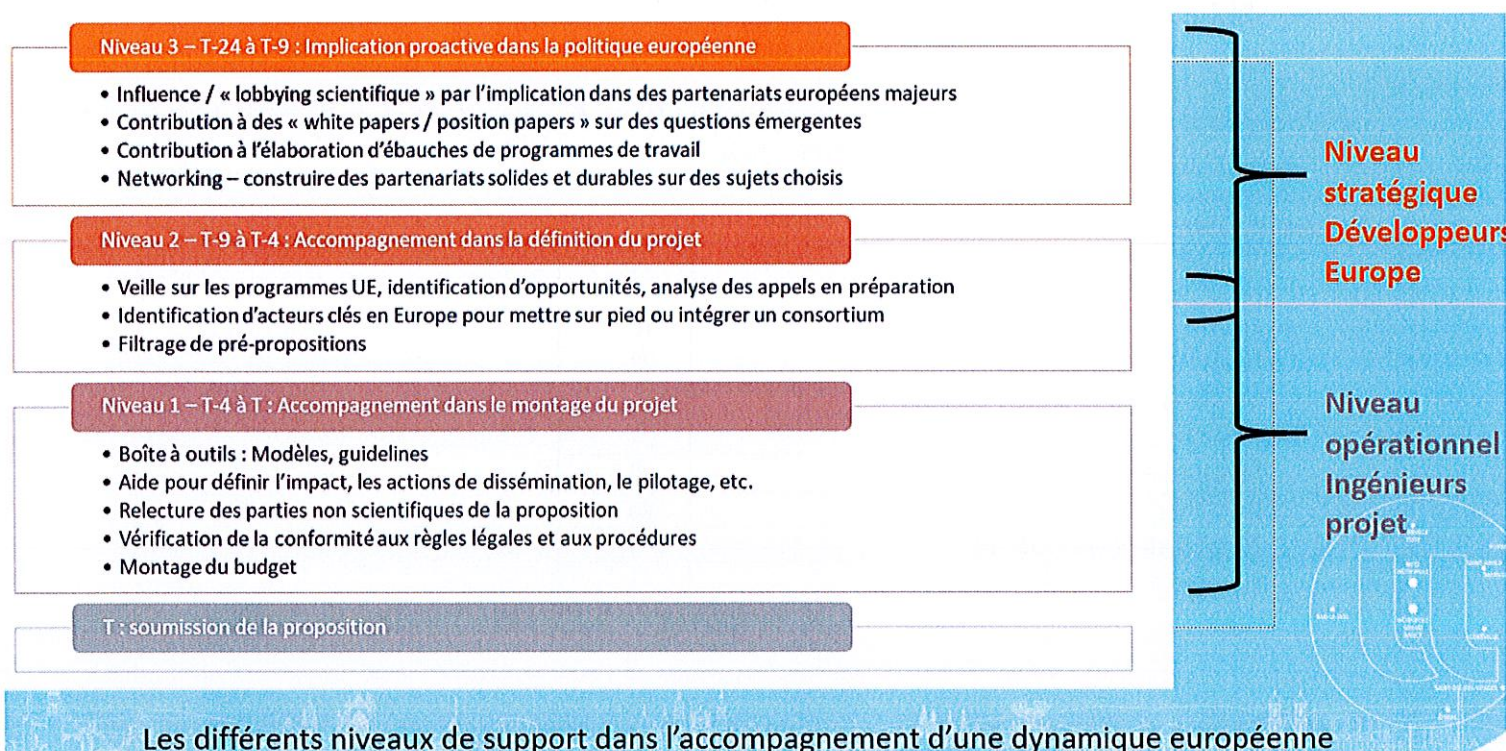 Niveau 3 – T-24 à T-9 : Implication proactive dans la politique européenne
• Influence / « lobbying scientifique » par l'implication dans des partenariats européens majeurs
• Contribution à des « white papers / position papers » sur des questions émergentes
• Contribution à l'élaboration d'ébauches de programmes de travail
• Networking – construire des partenariats solides et durables sur des sujets choisis
Niveau 2 – T-9 à T-4 : Accompagnement dans la définition du projet
• Veille sur les programmes UE, identification d'opportunités, analyse des appels en préparation
• Identification d'acteurs clés en Europe pour mettre sur pied ou intégrer un consortium
• Filtrage de pré-propositions
Niveau 1 – T-4 à T : Accompagnement dans le montage du projet
• Boîte à outils : Modèles, guidelines
• Aide pour définir l'impact, les actions de dissémination, le pilotage, etc.
• Relecture des parties non scientifiques de la proposition
• Vérification de la conformité aux règles légales et aux procédures
• Montage du budget
T : soumission de la proposition
Niveau
stratégique
Développeurs
Europe
Niveau
opérationnel
Ingénieurs
projet
Les différents niveaux de support dans l'accompagnement d'une dynamique européenne